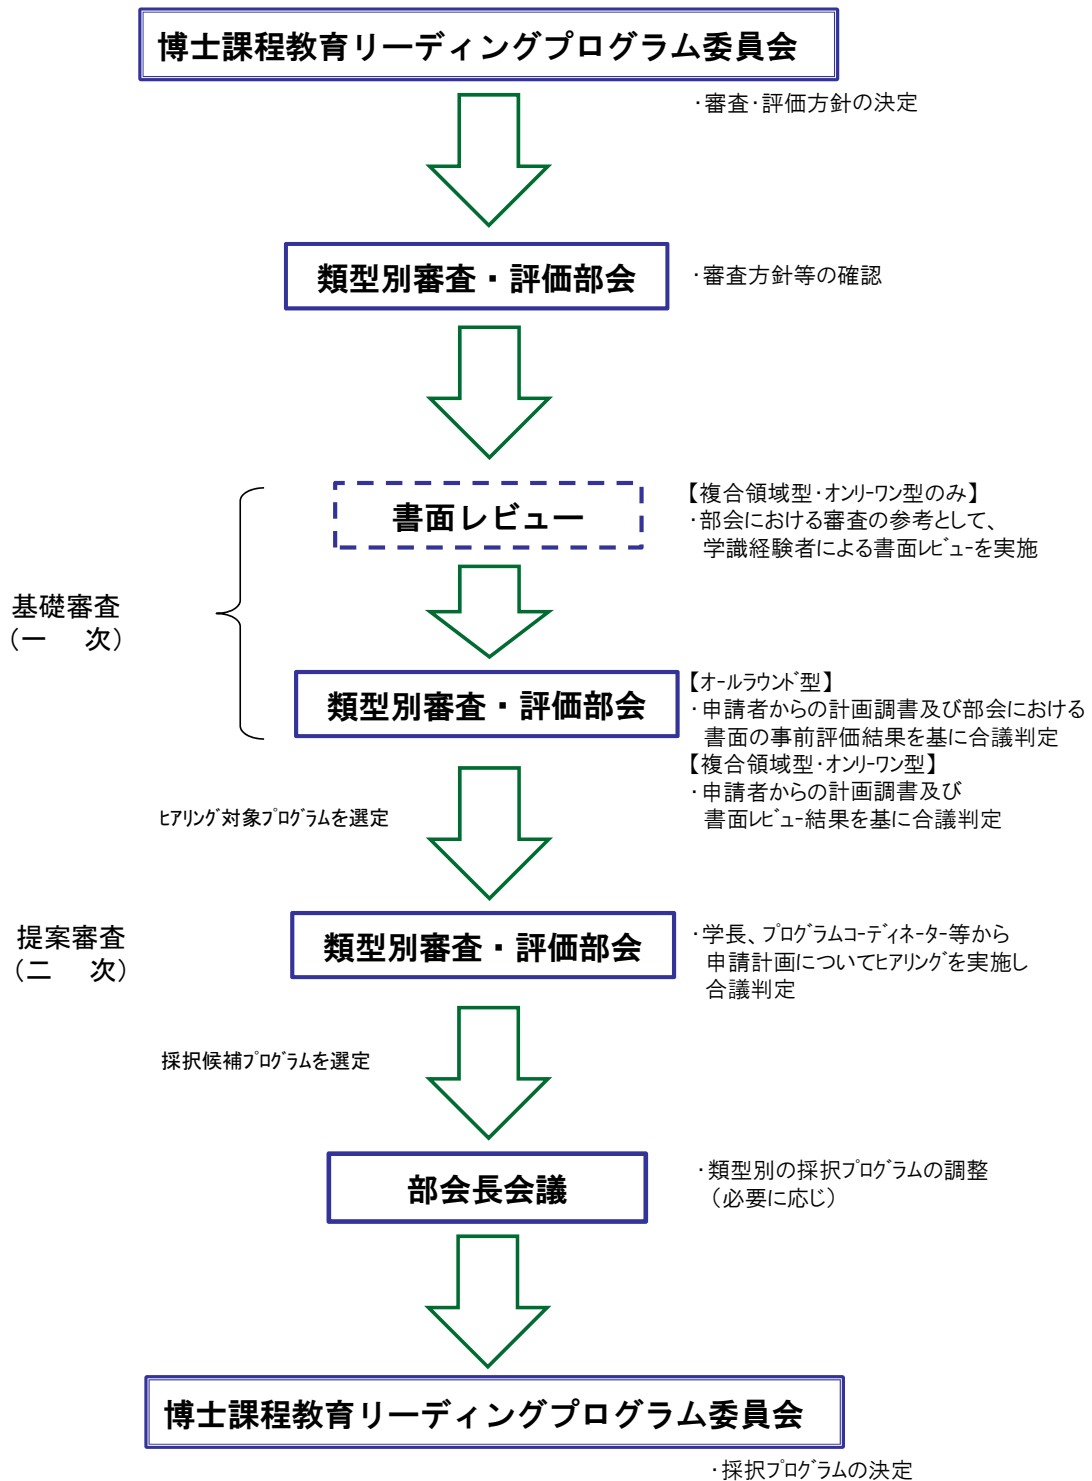 博士課程教育リーディングプログラム委員会
・審査・評価方針の決定
類型別審査・評価部会
・審査方針等の確認
書面レビュー
【複合領域型・オンリーワン型のみ】
・部会における審査の参考として、
学識経験者による書面レビューを実施
基礎審査
（一　次）
類型別審査・評価部会
【オールラウンド型】
・申請者からの計画調書及び部会における
書面の事前評価結果を基に合議判定
【複合領域型・オンリーワン型】
・申請者からの計画調書及び
書面レビュー結果を基に合議判定
ヒアリング対象プログラムを選定
提案審査
（二　次）
類型別審査・評価部会
・学長、プログラムコーディネーター等から
申請計画についてヒアリングを実施し
合議判定
採択候補プログラムを選定
部会長会議
・類型別の採択プログラムの調整
（必要に応じ）
博士課程教育リーディングプログラム委員会
・採択プログラムの決定